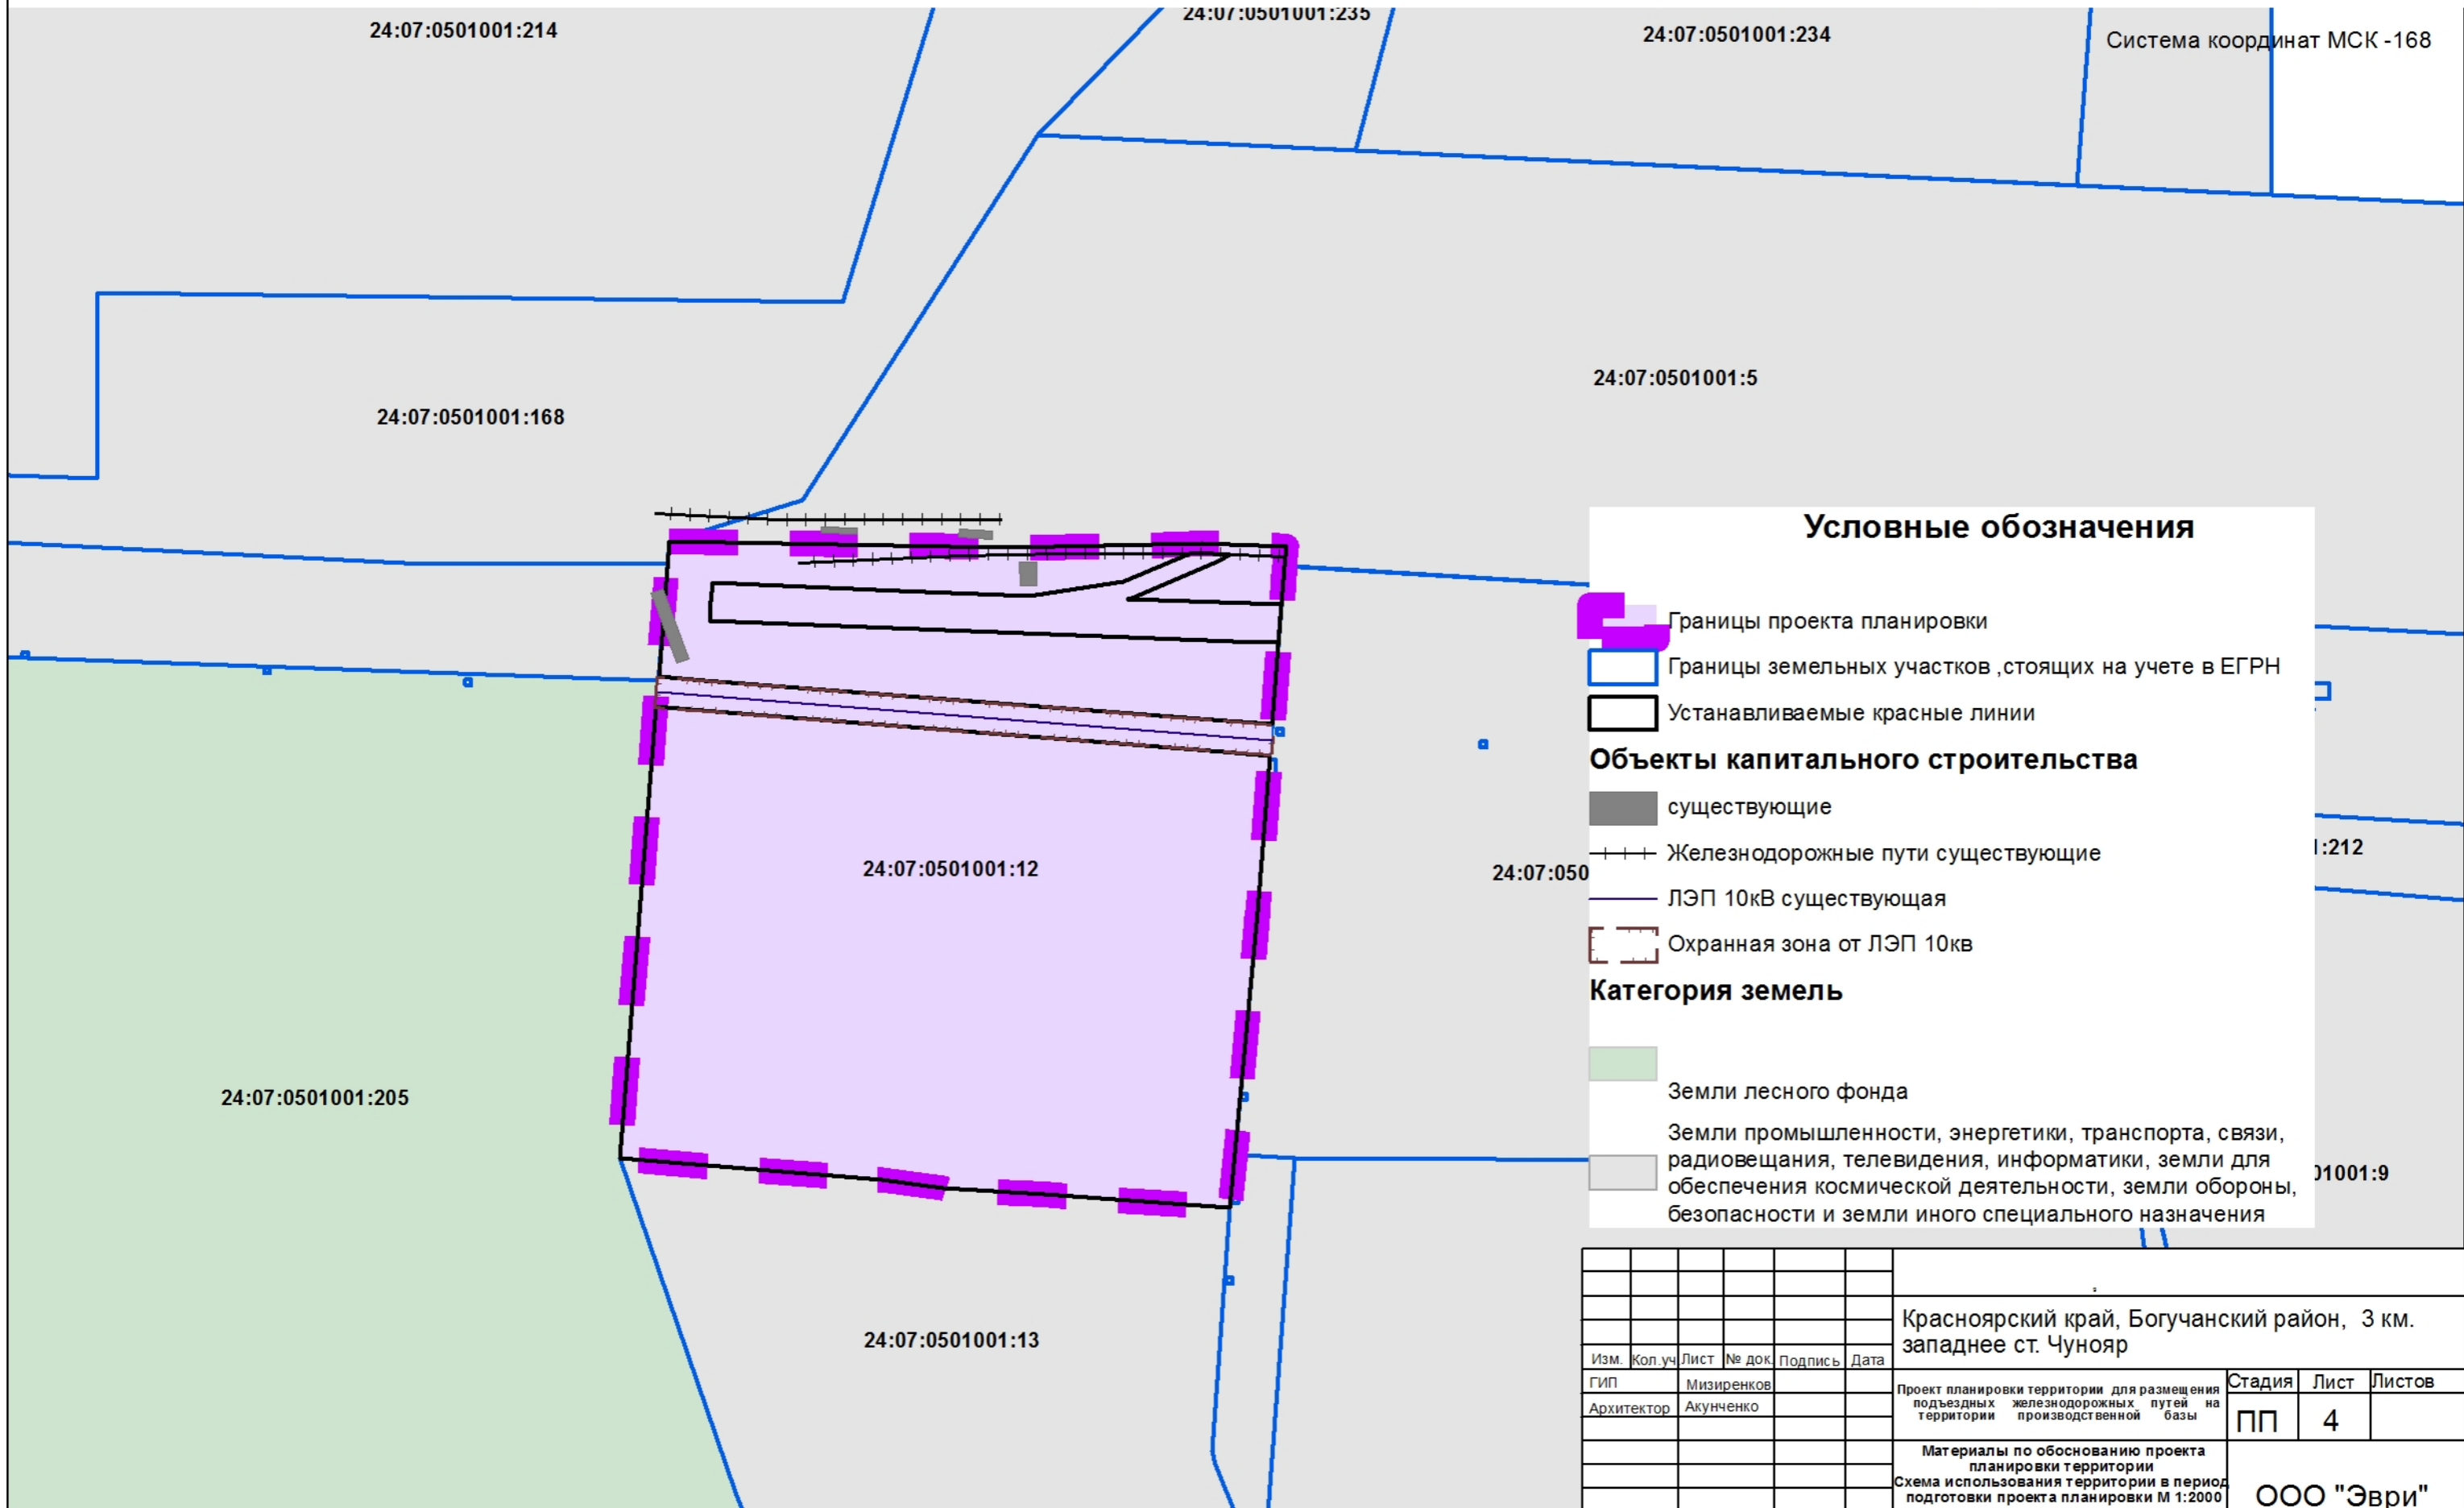 24:07:0501001:214
24:07:0501001:235
24:07:0501001:234
Система координат МСК -168
24:07:0501001:5
24:07:0501001:168
Условные обозначения
Границы проекта планировки
Границы земельных участков ,стоящих на учете в ЕГРН
Устанавливаемые красные линии
Объекты капитального строительства
существующие
Железнодорожные пути существующие
ЛЭП 10кВ существующая
Охранная зона от ЛЭП 10кв
Категория земель
Земли лесного фонда
Земли промышленности, энергетики, транспорта, связи,
радиовещания, телевидения, информатики, земли для
обеспечения космической деятельности, земли обороны,
безопасности и земли иного специального назначения
24:07:0501001:12
24:07:050
:212
01001:9
24:07:0501001:205
24:07:0501001:13
Красноярский край, Богучанский район, 3 км.
западнее ст. Чунояр
Изм. Кол.уч Лист № док. Подпись Дата
ГИП Мизиренков
Архитектор Акунченко
Проект планировки территории для размещения
подъездных железнодорожных путей на
территории производственной базы
Стадия Лист Листов
ПП 4
Материалы по обоснованию проекта
планировки территории
Схема использования территории в период
подготовки проекта планировки М 1:2000
ООО "Эври"